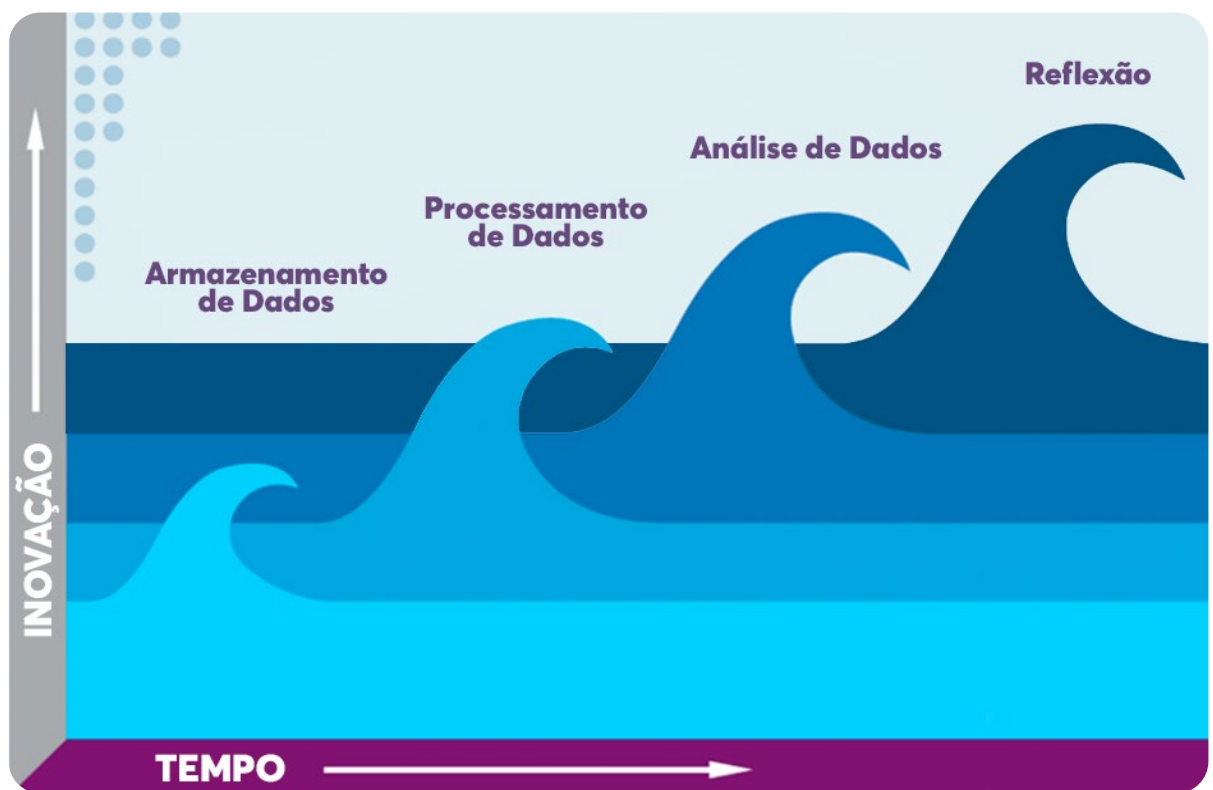 Reflexão
Análise de Dados
Processamento
de Dados
Armazenamento
de Dados
INOVAÇÃO
TEMPO